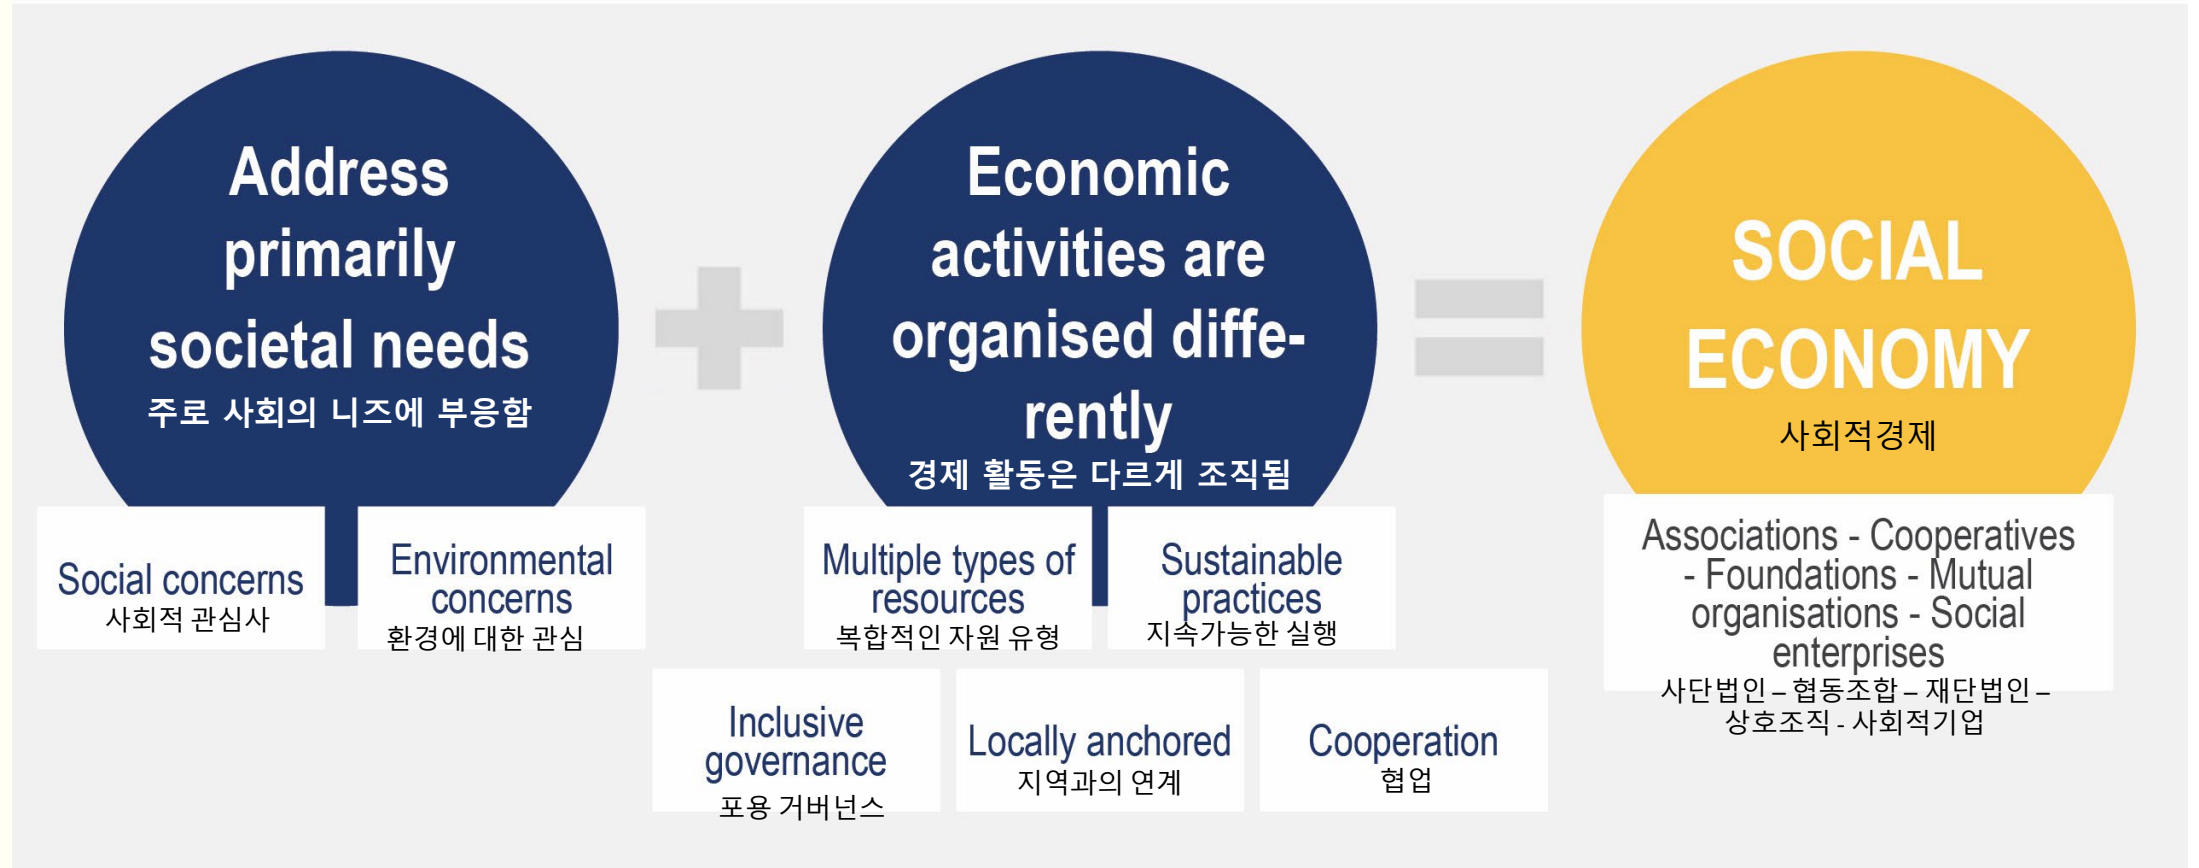 Address
primarily
societal needs
주로 사회의 니즈에 부응함
Social concerns
사회적 관심사
Environmental
concerns
환경에 대한 관심
Economic
activities are
organised diffe-
rently
경제 활동은 다르게 조직됨
Multiple types of
resources
복합적인 자원 유형
Sustainable
practices
지속가능한 실행
Inclusive
governance
포용 거버넌스
Locally anchored
지역과의 연계
Cooperation
협업
SOCIAL
ECONOMY
사회적경제
Associations - Cooperatives
- Foundations - Mutual
organisations - Social
enterprises
사단법인 – 협동조합 – 재단법인 –
상호조직 - 사회적기업